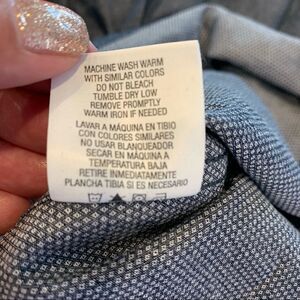 MACHINE WASH WARM
WITH SIMILAR COLORS
DO NOT BLEACH
TUMBLE DRY LOW
REMOVE PROMPTLY
WARM IRON IF NEEDED
LAVAR A MÁQUINA EN TIBIO
CON COLORES SIMILARES
NO USAR BLANQUEADOR
SECAR EN MÁQUINA A
TEMPERATURA BAJA
RETIRE INMEDIATAMENTE
PLANCHA TIBIA SI ES NECESARIO